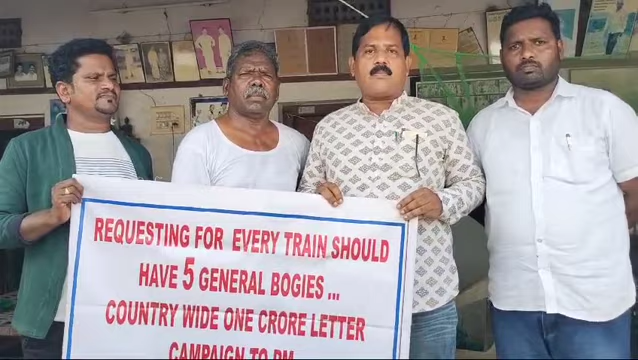 REQUESTING FOR EVERY TRAIN SHOULD
HAVE 5 GENERAL BOGIES ...
COUNTRY WIDE ONE CRORE LETTER
CAMPAIGN TO PM